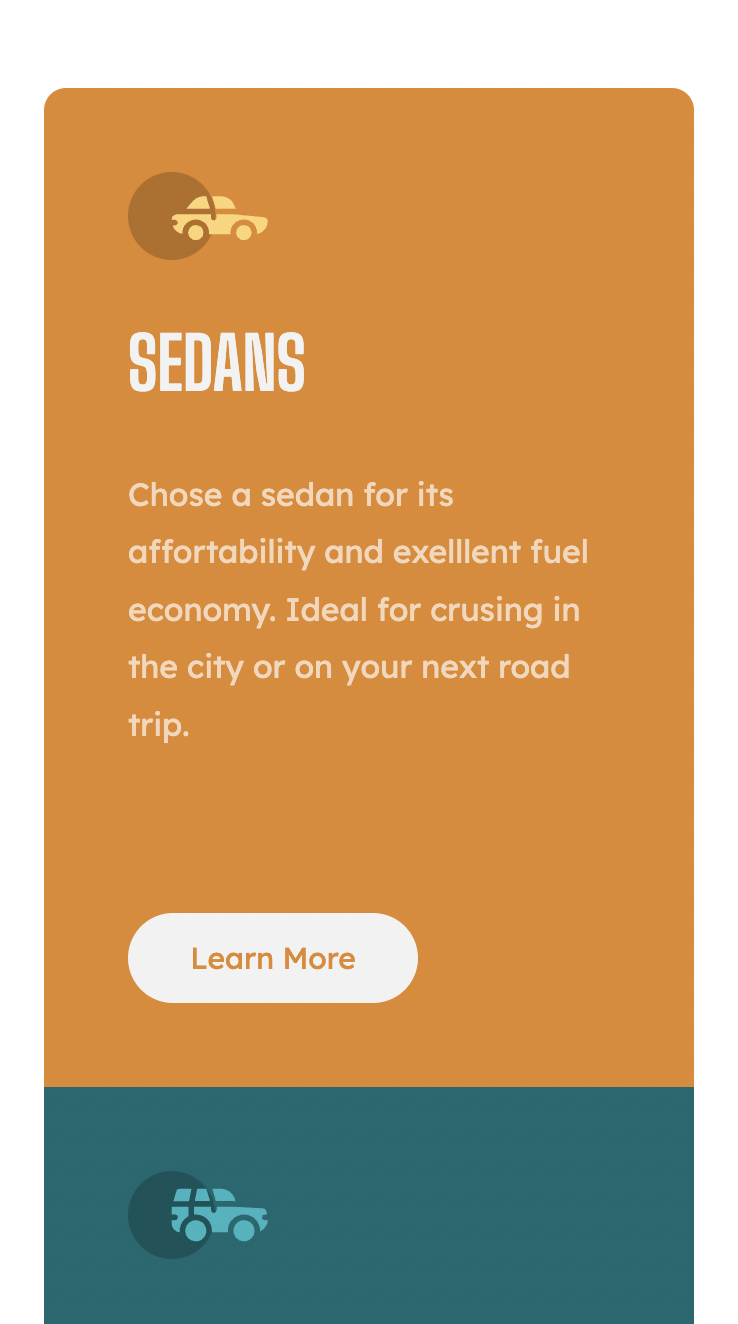 SEDANS
Chose a sedan for its
affortability and exelllent fuel
economy. Ideal for crusing in
the city or on your next road
trip.
Learn More